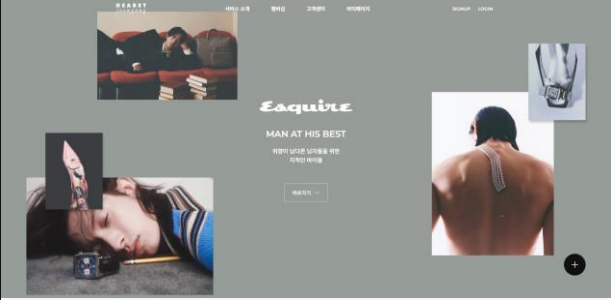 HEARST
서비스 소개
멤버십
고객센터
마이페이지
SIGNUP
LOGIN
Esquire
MAN AT HIS BEST
취향이 남다른 남자들을 위한
지적인 바이블
바로가기